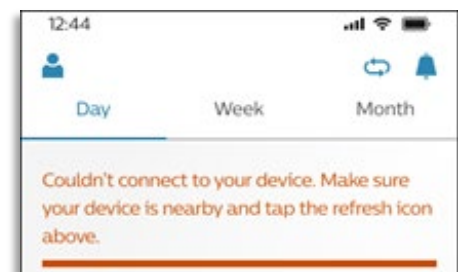 12:44
Day Week Month
Couldn't connect to your device. Make sure
your device is nearby and tap the refresh icon
above.